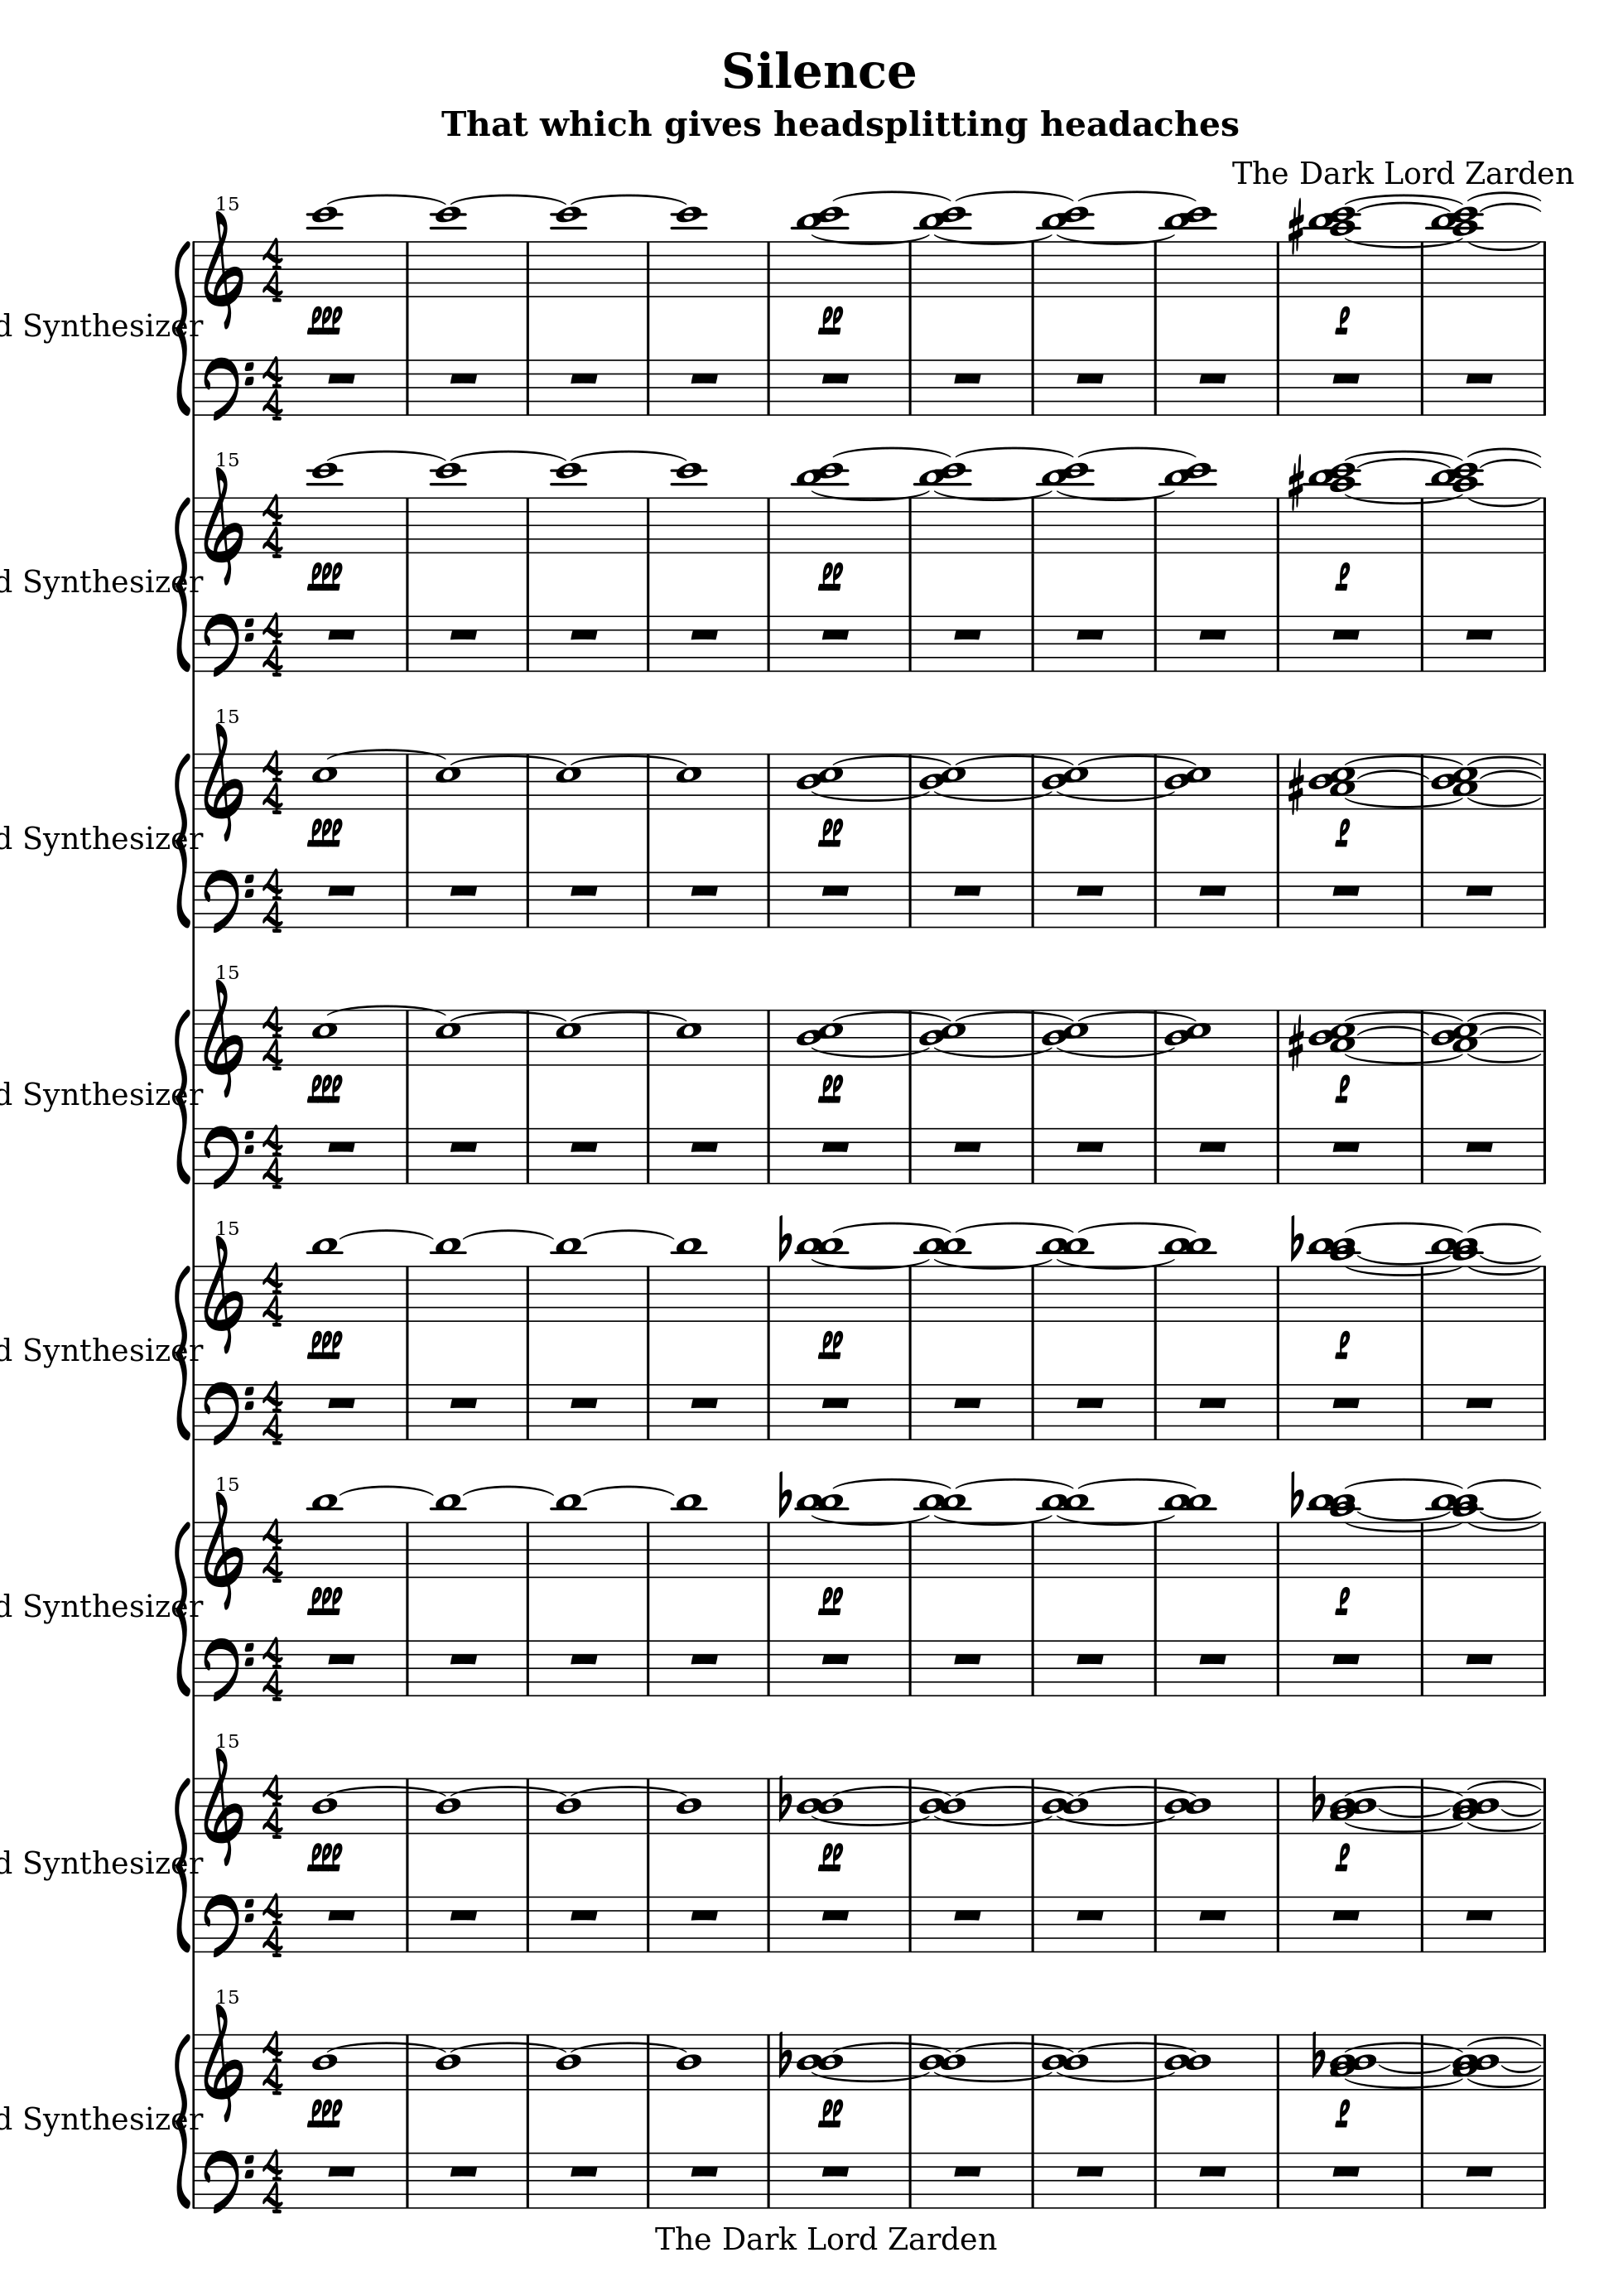 Silence
That which gives headsplitting headaches
The Dark Lord Zarden
15
d Synthesizer
ppp
pp
p
15
d Synthesizer
ppp
pp
p
15
d Synthesizer
ppp
pp
p
15
d Synthesizer
ppp
pp
p
15
d Synthesizer
ppp
pp
p
15
d Synthesizer
ppp
pp
p
15
d Synthesizer
ppp
pp
p
15
d Synthesizer
ppp
pp
p
The Dark Lord Zarden